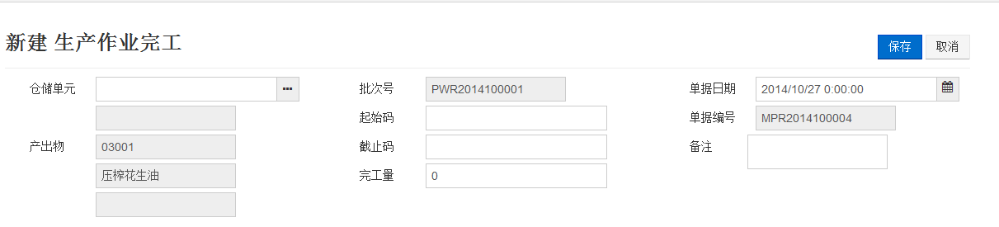 新建 生产作业完工
保存 取消
仓储单元 ... 批次号 PWR2014100001 单据日期 2014/10/27 0:00:00
起始码 单据编号 MPR2014100004
产出物 03001 截止码 备注
压榨花生油 完工量 0